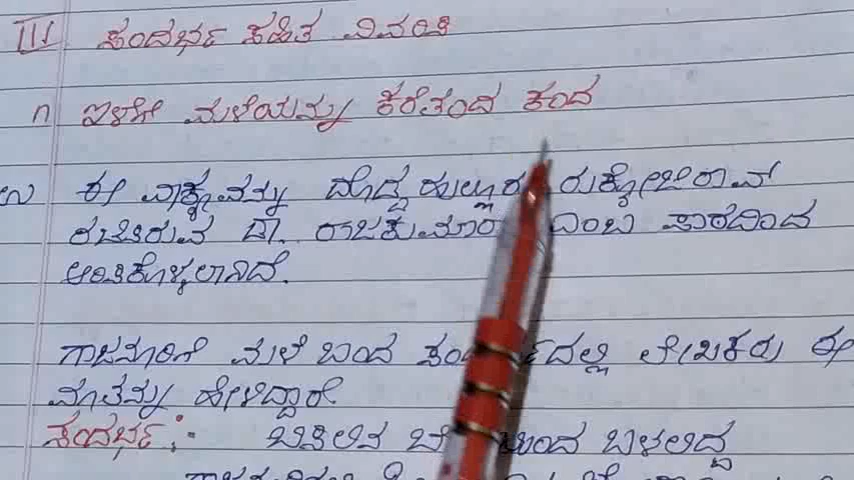 III ಸಂದರ್ಭ ಸಹಿತ ವಿವರಿಸಿ
೧ ಇಳೆಗೆ ಮಳೆಯನ್ನು ಕರೆತಂದ ಕಂದ
ಉ ಈ ವಾಕ್ಯವನ್ನು ದೊಡ್ಡ ಹುಲ್ಲೂರು ರುಕ್ಕೋಜಿರಾವ್
ರಚಿಸಿರುವ ಡಾ. ರಾಜಕುಮಾರ ಎಂಬ ಪಾಠದಿಂದ
ಆರಿಸಿಕೊಳ್ಳಲಾಗಿದೆ.
ಗಾಜನೂರಿಗೆ ಮಳೆ ಬಂದ ಸಂದರ್ಭದಲ್ಲಿ ಲೇಖಕರು ಈ
ಮಾತನ್ನು ಹೇಳಿದ್ದಾರೆ.
ಸಂದರ್ಭ :- ಬಿಸಿಲಿನ ಬಳಲಿದ್ದ